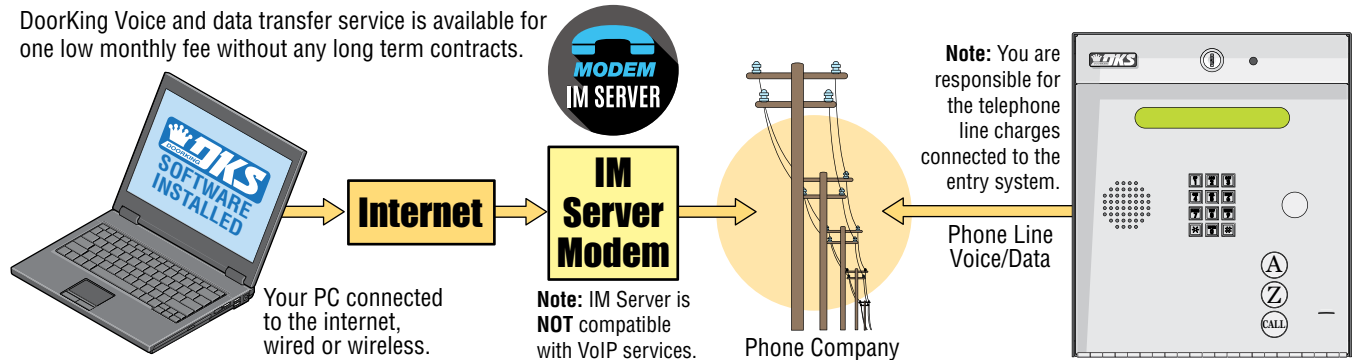 DoorKing Voice and data transfer service is available for
one low monthly fee without any long term contracts.
MODEM
IM SERVER
DKS
DOORKING
SOFTWARE
INSTALLED
Internet
IM
Server
Modem
Your PC connected
to the internet,
wired or wireless.
Note: IM Server is
NOT compatible
with VoIP services.
Phone Company
Note: You are
responsible for
the telephone
line charges
connected to the
entry system.
Phone Line
Voice/Data
DKS
A
Z
CALL